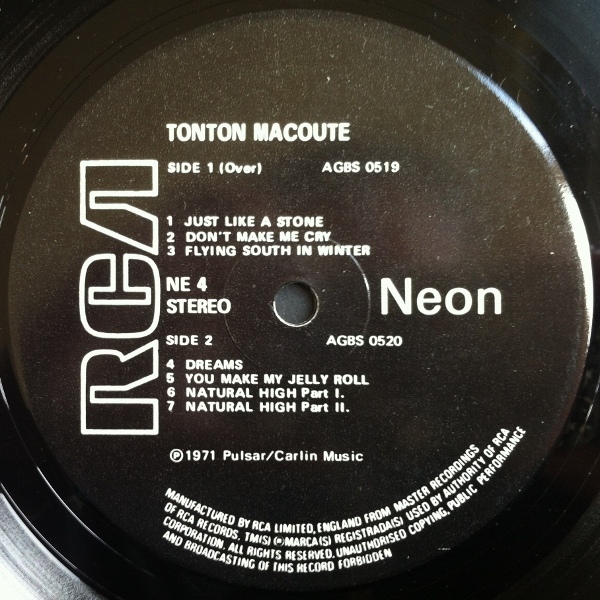 TONTON MACOUTE
SIDE 1 (Over) AGBS 0519
1 JUST LIKE A STONE
2 DON'T MAKE ME CRY
3 FLYING SOUTH IN WINTER
RCA
NE 4
STEREO
Neon
SIDE 2 AGBS 0520
4 DREAMS
5 YOU MAKE MY JELLY ROLL
6 NATURAL HIGH Part I.
7 NATURAL HIGH Part II.
℗1971 Pulsar/Carlin Music
MANUFACTURED BY RCA LIMITED, ENGLAND FROM MASTER RECORDINGS
OF RCA RECORDS. TM(S) ® MARCA(S) REGISTRADA(S) USED BY AUTHORITY OF RCA
CORPORATION. ALL RIGHTS RESERVED. UNAUTHORISED COPYING, PUBLIC PERFORMANCE
AND BROADCASTING OF THIS RECORD FORBIDDEN